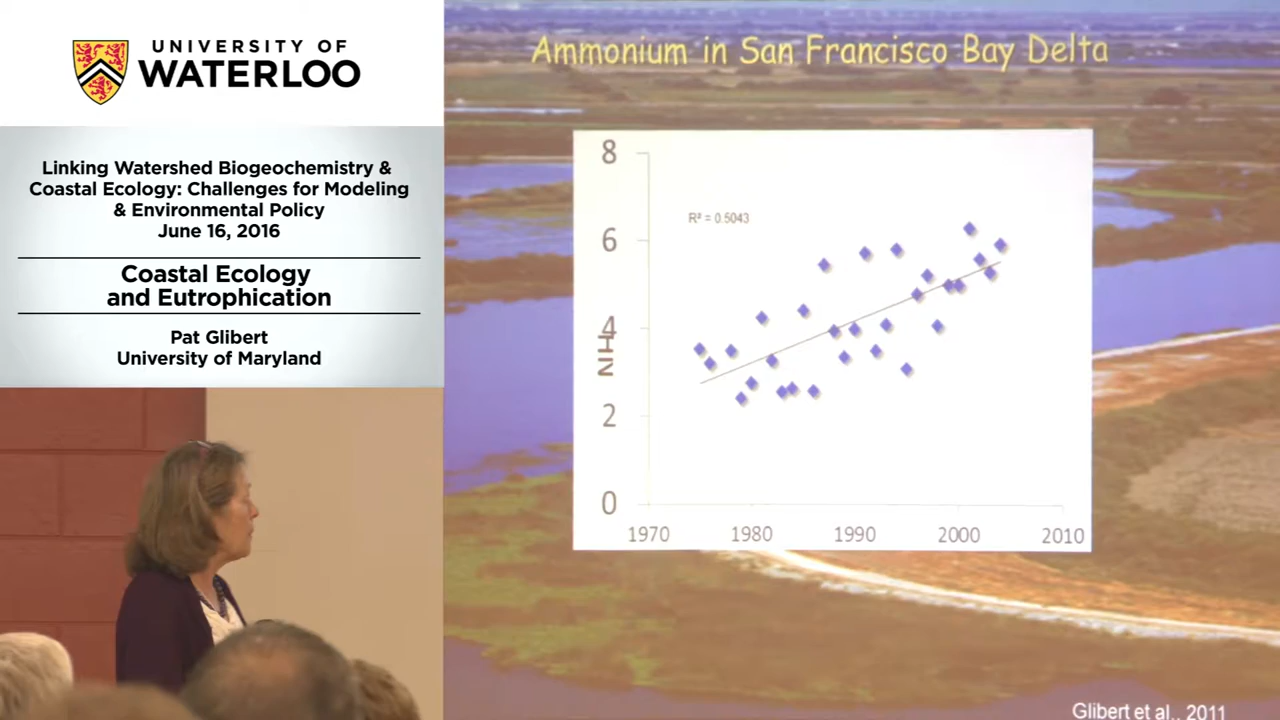 UNIVERSITY OF
WATERLOO
Linking Watershed Biogeochemistry &
Coastal Ecology: Challenges for Modeling
& Environmental Policy
June 16, 2016
Coastal Ecology
and Eutrophication
Pat Glibert
University of Maryland
Ammonium in San Francisco Bay Delta
8
R² = 0.5043
6
4
NH
2
0
1970 1980 1990 2000 2010
Glibert et al., 2011